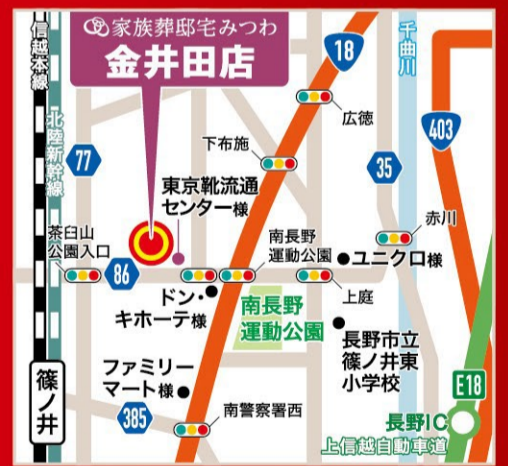 家族葬邸宅みつわ
金井田店
信越本線
北陸新幹線
千曲川
18
広徳
403
下布施
77
東京靴流通
センター様
35
茶臼山
公園入口
南長野
運動公園
赤川
ユニクロ様
86
上庭
ドン・
キホーテ様
南長野
運動公園
長野市立
篠ノ井東
小学校
ファミリー
マート様
篠ノ井
385
南警察署西
E18
長野IC
上信越自動車道